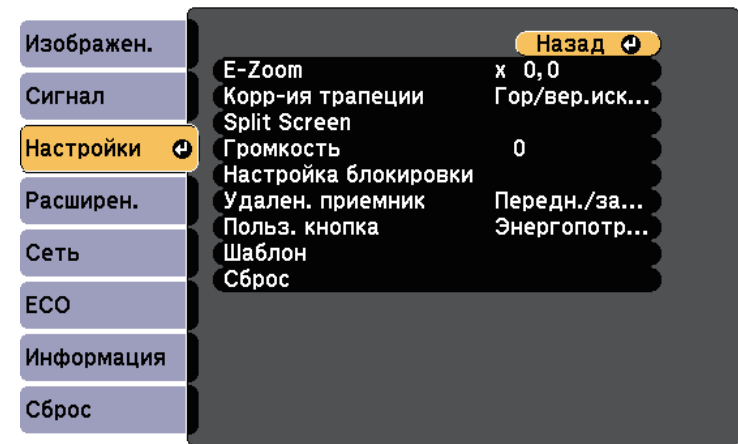 Изображен.
Сигнал
Настройки
Расширен.
Сеть
ECO
Информация
Сброс
Назад
E-Zoom x 0,0
Корр-ия трапеции Гор/вер.иск...
Split Screen
Громкость 0
Настройка блокировки
Удален. приемник Передн./за...
Польз. кнопка Энергопотр...
Шаблон
Сброс